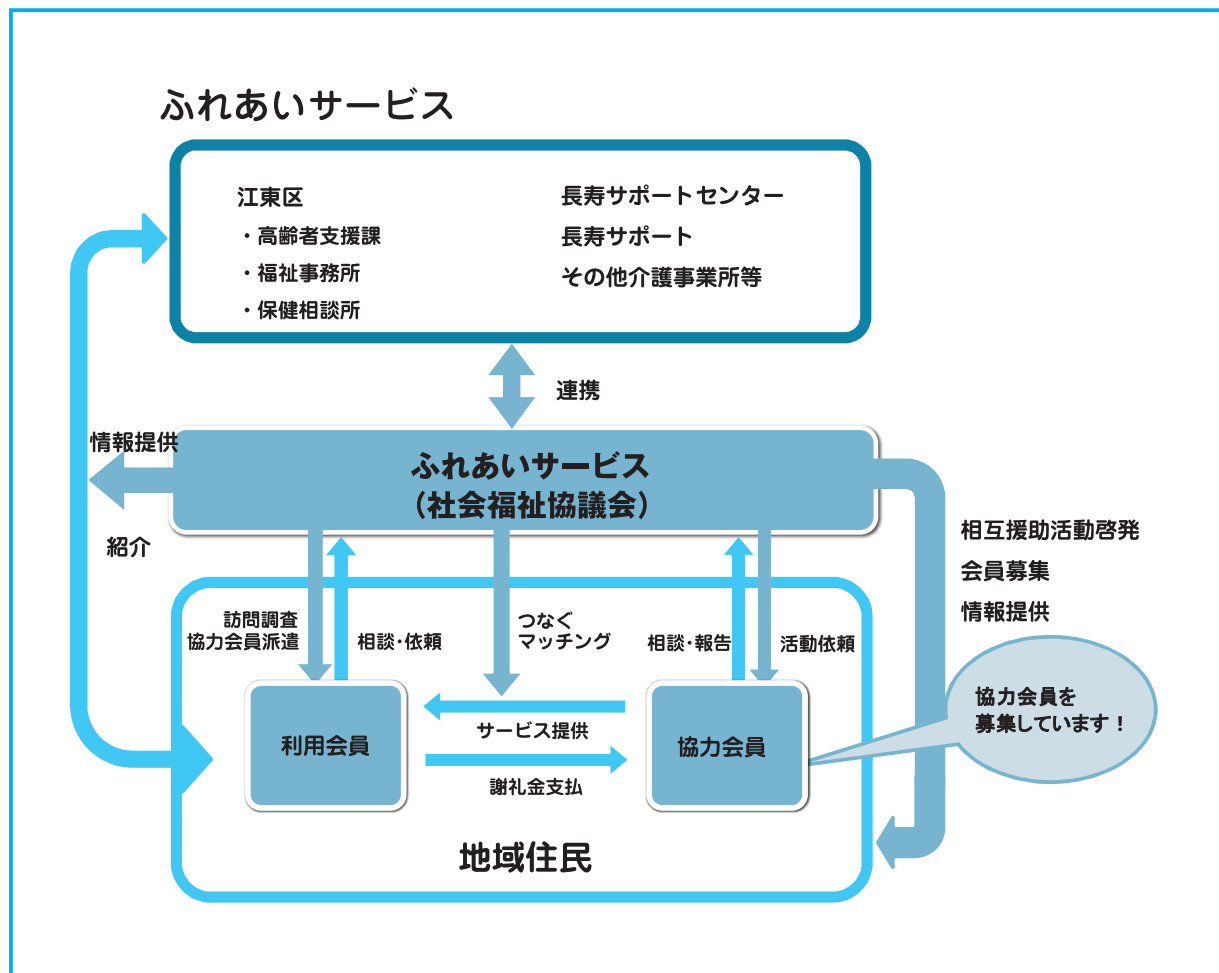 ふれあいサービス
江東区
・高齢者支援課
・福祉事務所
・保健相談所
長寿サポートセンター
長寿サポート
その他介護事業所等
連携
情報提供
紹介
ふれあいサービス
（社会福祉協議会）
相互援助活動啓発
会員募集
情報提供
訪問調査
協力会員派遣
相談・依頼
つなぐ
マッチング
相談・報告
活動依頼
利用会員
サービス提供
謝礼金支払
協力会員
協力会員を
募集しています！
地域住民